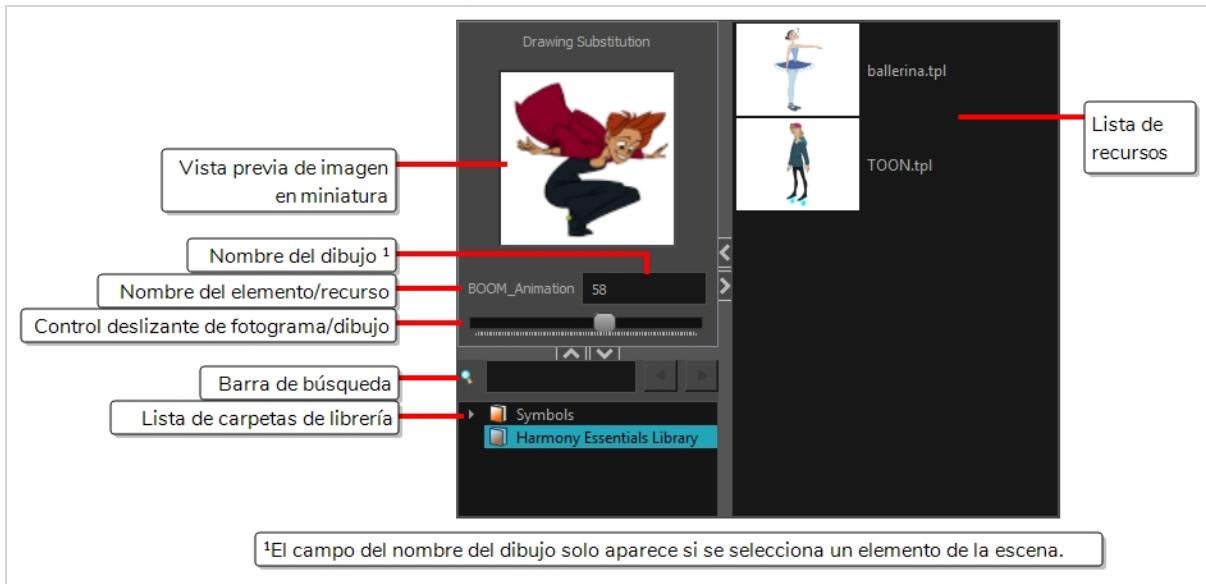 Drawing Substitution
ballerina.tpl
TOON.tpl
Lista de
recursos
Vista previa de imagen
en miniatura
Nombre del dibujo ¹
Nombre del elemento/recurso
BOOM_Animation 58
Control deslizante de fotograma/dibujo
Barra de búsqueda
Lista de carpetas de librería
Symbols
Harmony Essentials Library
¹El campo del nombre del dibujo solo aparece si se selecciona un elemento de la escena.